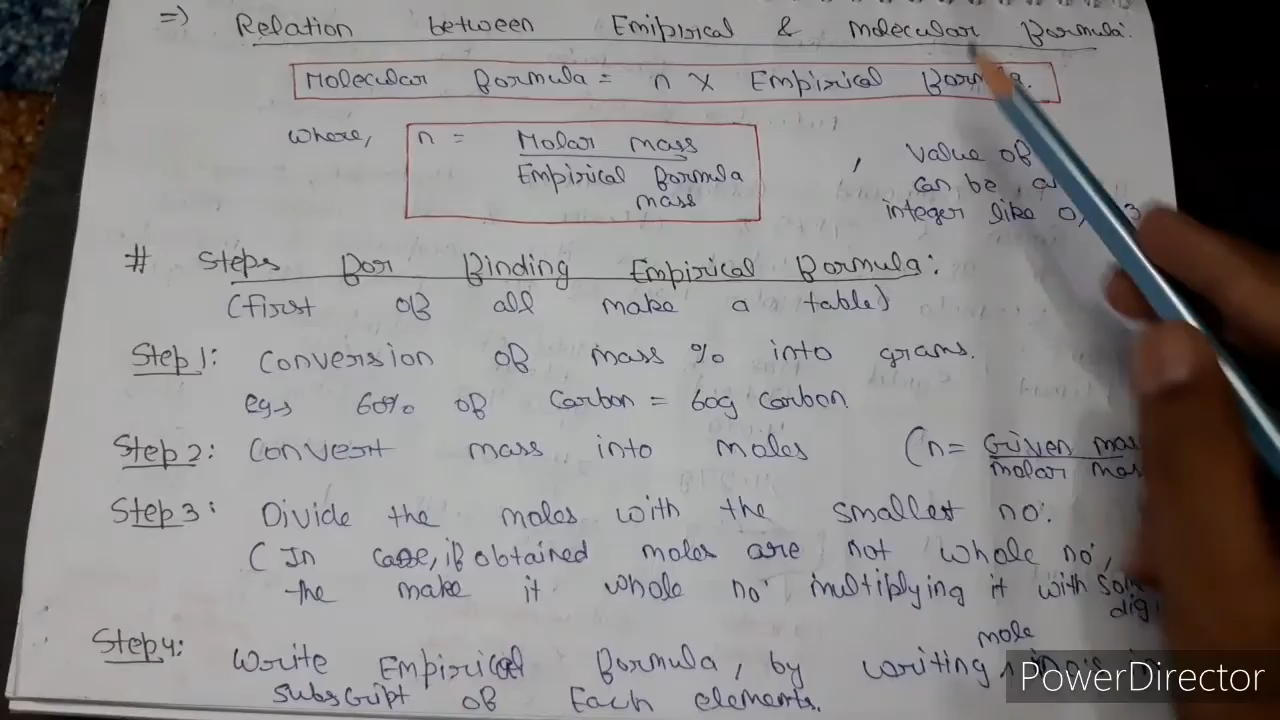 =) Relation between Emipirical & Molecular Formula:
Molecular Formula = n X Empirical
where, n = Molar mass
Empirical Formula
mass
, Value of
can be
integer like 0,
# Steps For Finding Empirical Formula:
(first of all make a table)
Step 1: Conversion of mass % into grams.
eg→ 60% of Carbon = 60g Carbon.
Step 2: Convert mass into moles (n = Given
molar
Step 3: Divide the moles with the smallest no.
(In case, if obtained moles are not whole no,
the make it whole no. multiplying it with
mole
Step 4: Write Empirical Formula, by writing
subscript of Each elements.
PowerDirector